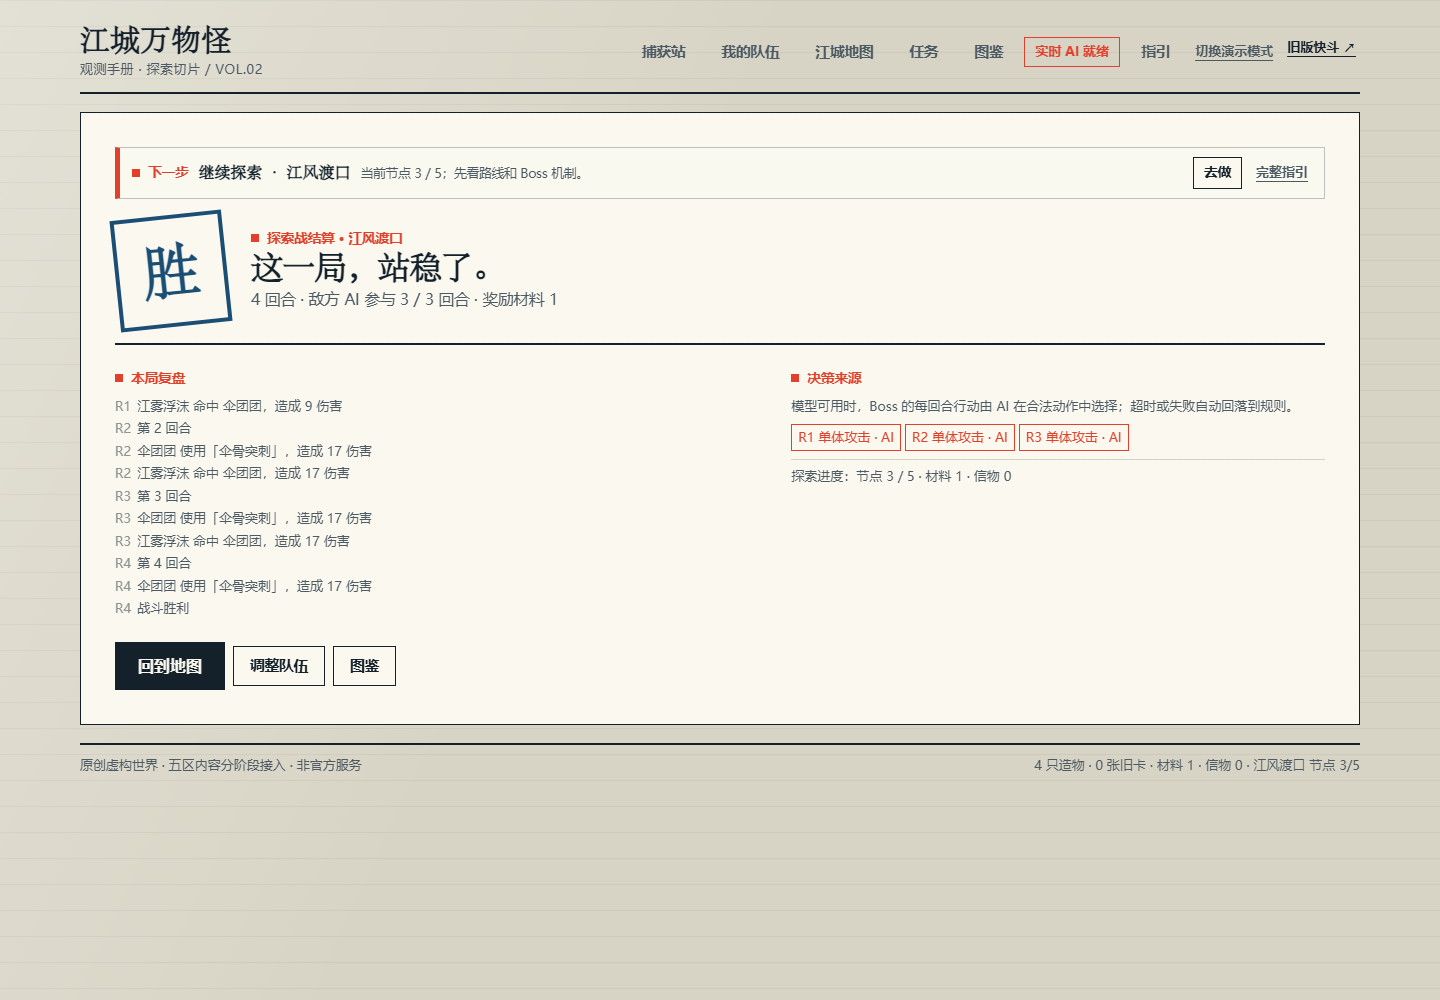 江城万物怪
观测手册 · 探索切片 / VOL.02
捕获站 我的队伍 江城地图 任务 图鉴 实时 AI 就绪 指引 切换演示模式 旧版快斗 ↗
下一步 继续探索 · 江风渡口 当前节点 3 / 5；先看路线和 Boss 机制。 去做 完整指引
胜
探索战结算 • 江风渡口
这一局，站稳了。
4 回合 · 敌方 AI 参与 3 / 3 回合 · 奖励材料 1
本局复盘
R1 江雾浮沫 命中 伞团团，造成 9 伤害
R2 第 2 回合
R2 伞团团 使用「伞骨突刺」，造成 17 伤害
R2 江雾浮沫 命中 伞团团，造成 17 伤害
R3 第 3 回合
R3 伞团团 使用「伞骨突刺」，造成 17 伤害
R3 江雾浮沫 命中 伞团团，造成 17 伤害
R4 第 4 回合
R4 伞团团 使用「伞骨突刺」，造成 17 伤害
R4 战斗胜利
决策来源
模型可用时，Boss 的每回合行动由 AI 在合法动作中选择；超时或失败自动回落到规则。
R1 单体攻击 · AI R2 单体攻击 · AI R3 单体攻击 · AI
探索进度：节点 3 / 5 · 材料 1 · 信物 0
回到地图 调整队伍 图鉴
原创虚构世界 · 五区内容分阶段接入 · 非官方服务
4 只造物 · 0 张旧卡 · 材料 1 · 信物 0 · 江风渡口 节点 3/5